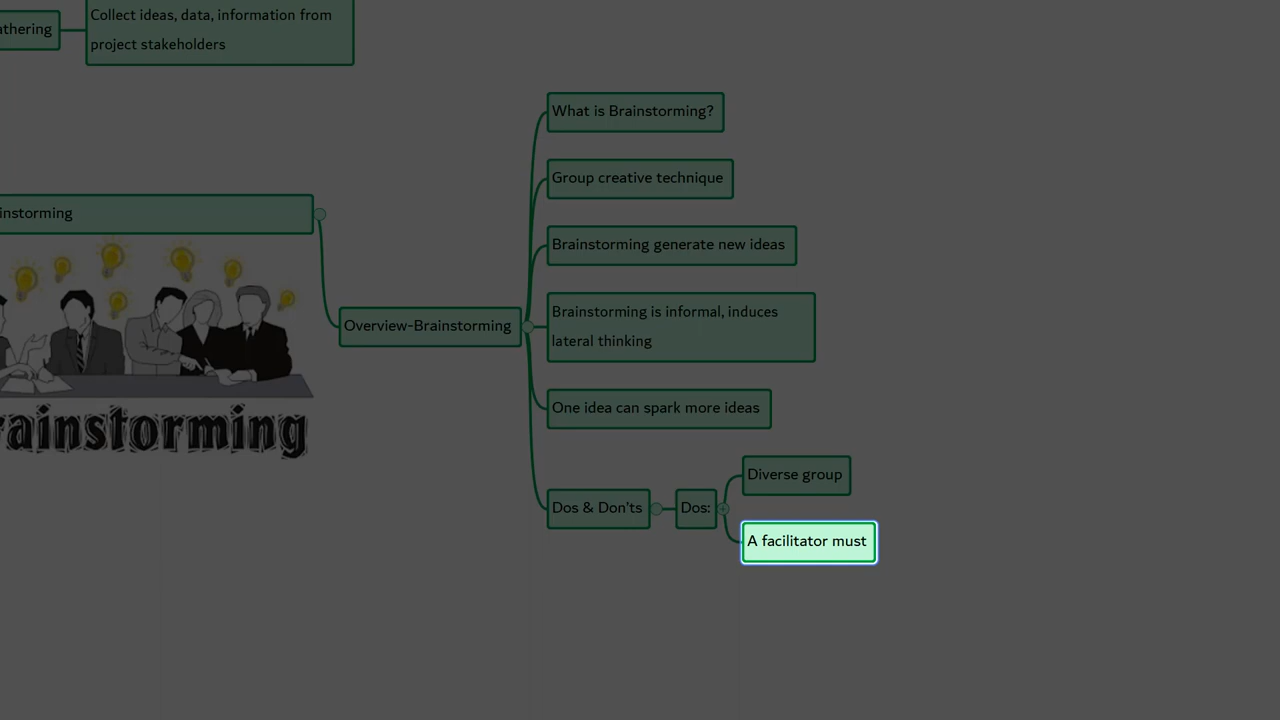 athering
Collect ideas, data, information from
project stakeholders
instorming
rainstorming
Overview-Brainstorming
What is Brainstorming?
Group creative technique
Brainstorming generate new ideas
Brainstorming is informal, induces
lateral thinking
One idea can spark more ideas
Dos & Don'ts
Dos:
Diverse group
A facilitator must